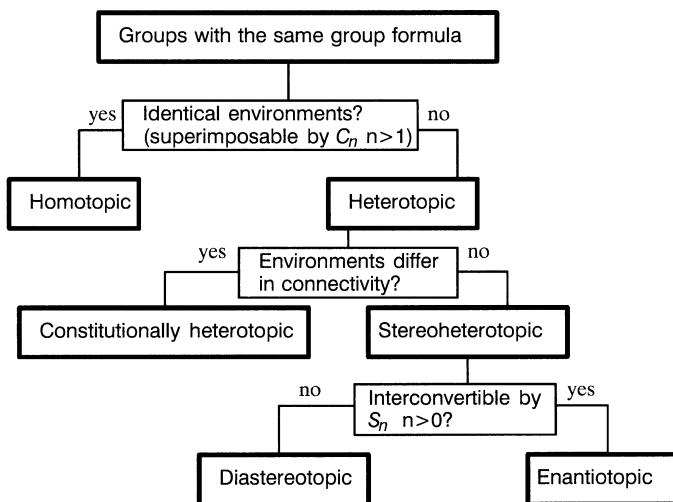 Groups with the same group formula
yes
Identical environments?
no
(superimposable by Cn n>1)
Homotopic
Heterotopic
yes
Environments differ
no
in connectivity?
Constitutionally heterotopic
Stereoheterotopic
no
Interconvertible by
yes
Sn n>0?
Diastereotopic
Enantiotopic